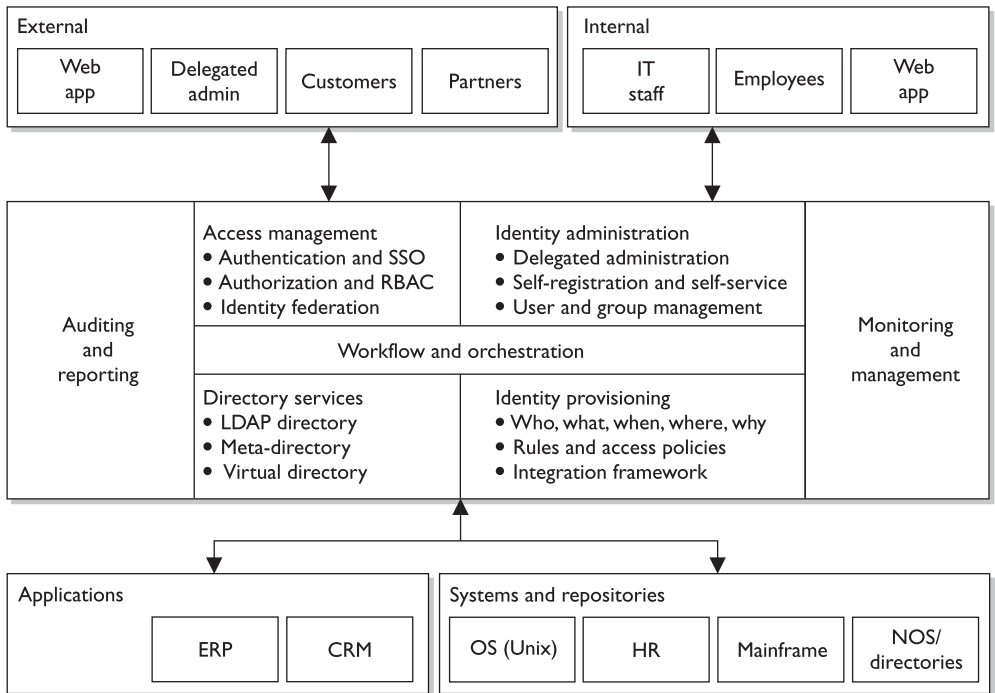 External
Web
app
Delegated
admin
Customers
Partners
Internal
IT
staff
Employees
Web
app
Auditing
and
reporting
Access management
• Authentication and SSO
• Authorization and RBAC
• Identity federation
Identity administration
• Delegated administration
• Self-registration and self-service
• User and group management
Workflow and orchestration
Directory services
• LDAP directory
• Meta-directory
• Virtual directory
Identity provisioning
• Who, what, when, where, why
• Rules and access policies
• Integration framework
Monitoring
and
management
Applications
ERP
CRM
Systems and repositories
OS (Unix)
HR
Mainframe
NOS/
directories